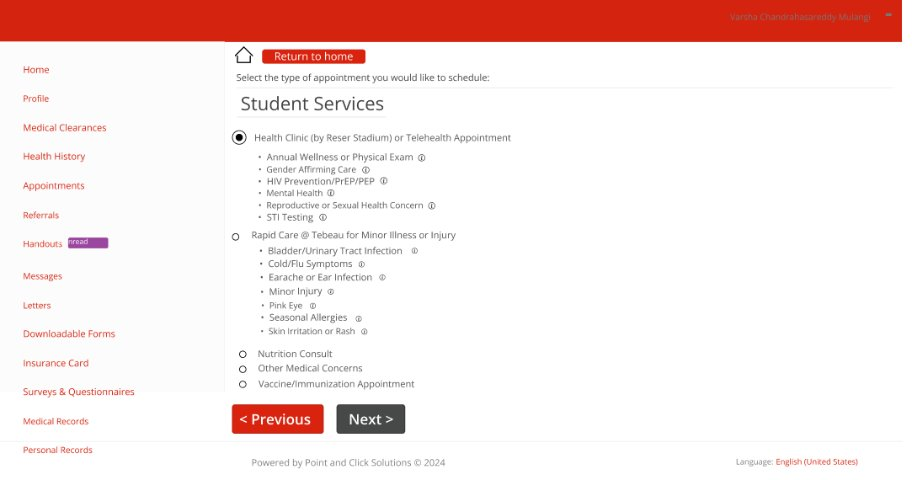 Varsha Chandrahasareddy Mulangi
Return to home
Select the type of appointment you would like to schedule:
Student Services
Health Clinic (by Reser Stadium) or Telehealth Appointment
• Annual Wellness or Physical Exam
• Gender Affirming Care
• HIV Prevention/PrEP/PEP
• Mental Health
• Reproductive or Sexual Health Concern
• STI Testing
Rapid Care @ Tebeau for Minor Illness or Injury
• Bladder/Urinary Tract Infection
• Cold/Flu Symptoms
• Earache or Ear Infection
• Minor Injury
• Pink Eye
• Seasonal Allergies
• Skin Irritation or Rash
Nutrition Consult
Other Medical Concerns
Vaccine/Immunization Appointment
< Previous
Next >
Home
Profile
Medical Clearances
Health History
Appointments
Referrals
Handouts nread
Messages
Letters
Downloadable Forms
Insurance Card
Surveys & Questionnaires
Medical Records
Personal Records
Powered by Point and Click Solutions © 2024
Language: English (United States)